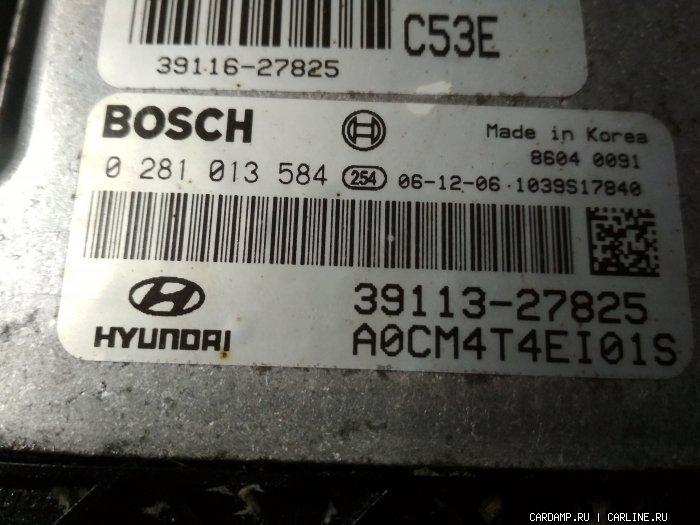 C53E
39116-27825
BOSCH
Made in Korea
8604 0091
0 281 013 584 254 06-12-06 · 1039S17840
39113-27825
HYUNDAI
A0CM4T4EI01S
CARDAMP.RU | CARLINE.RU